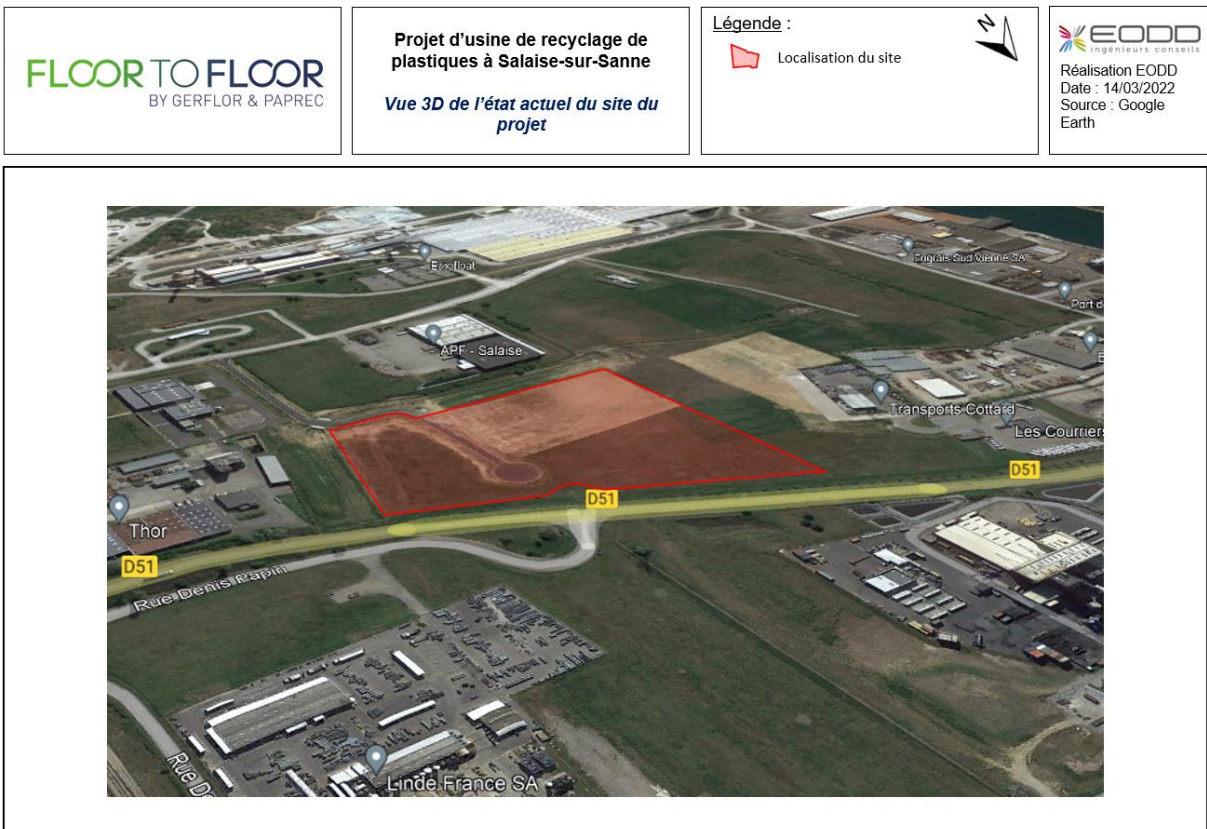 FLOOR TO FLOOR
BY GERFLOR & PAPREC
Projet d'usine de recyclage de
plastiques à Salaise-sur-Sanne
Vue 3D de l'état actuel du site du
projet
Légende :
Localisation du site
N
EODD
ingénieurs conseils
Réalisation EODD
Date : 14/03/2022
Source : Google
Earth
Engrais Sud Vienne SA
Port d
APF - Salaise
E
Transports Cottard
Les Courriers
D51
D51
Thor
D51
Rue Denis Papin
Rue De
Linde France SA